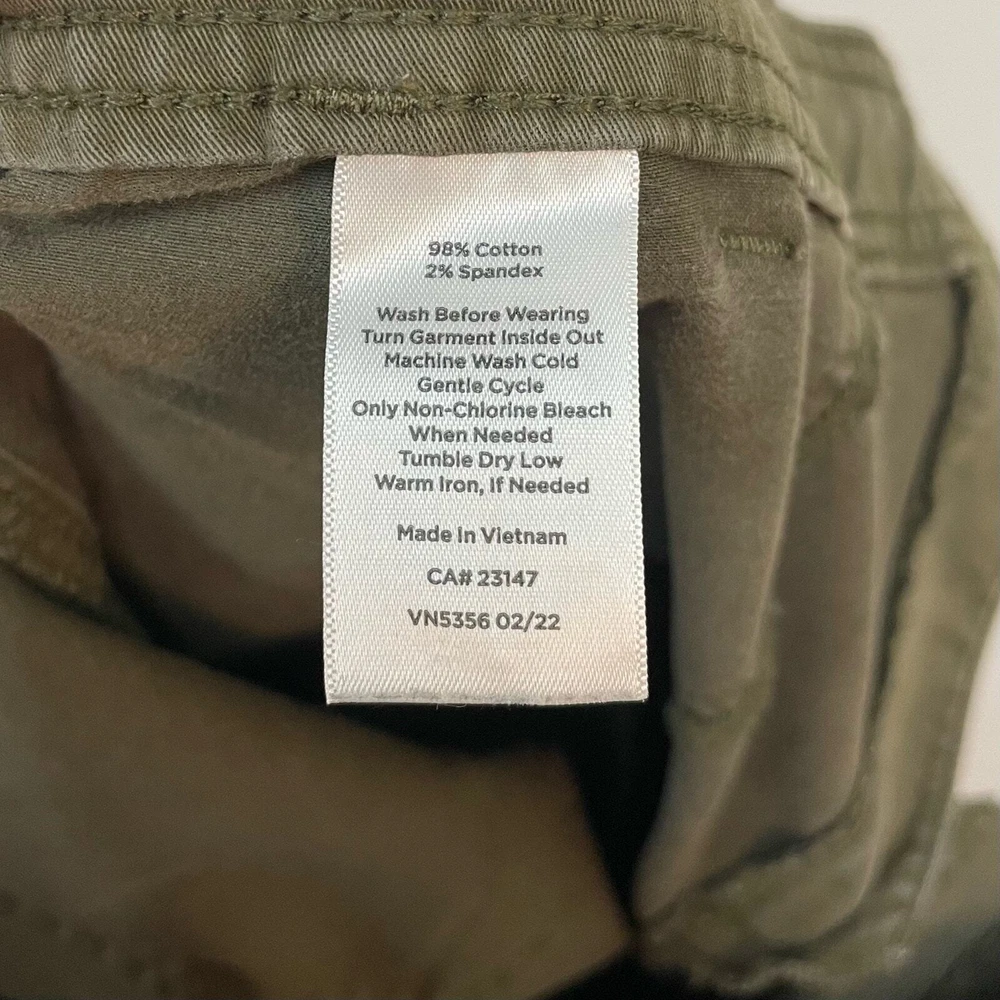 98% Cotton
2% Spandex
Wash Before Wearing
Turn Garment Inside Out
Machine Wash Cold
Gentle Cycle
Only Non-Chlorine Bleach
When Needed
Tumble Dry Low
Warm Iron, If Needed
Made In Vietnam
CA# 23147
VN5356 02/22